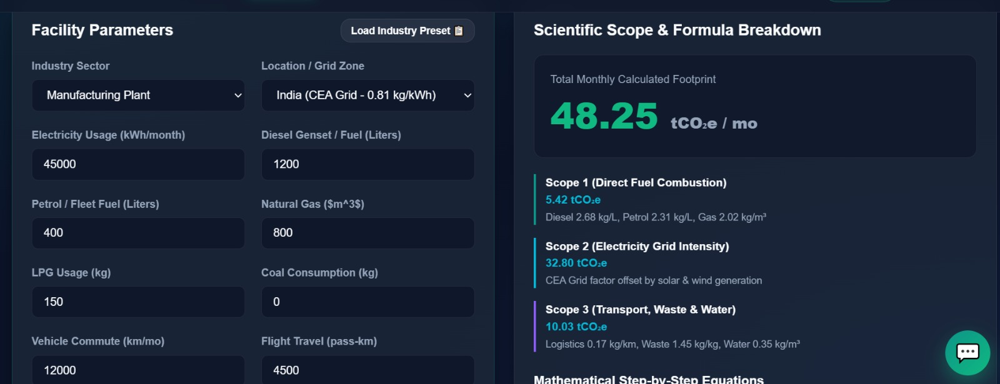 Facility Parameters
Load Industry Preset 📋
Industry Sector
Location / Grid Zone
Manufacturing Plant
India (CEA Grid - 0.81 kg/kWh)
Electricity Usage (kWh/month)
Diesel Genset / Fuel (Liters)
45000
1200
Petrol / Fleet Fuel (Liters)
Natural Gas ($m^3$)
400
800
LPG Usage (kg)
Coal Consumption (kg)
150
0
Vehicle Commute (km/mo)
Flight Travel (pass-km)
12000
4500
Scientific Scope & Formula Breakdown
Total Monthly Calculated Footprint
48.25 tCO₂e / mo
Scope 1 (Direct Fuel Combustion)
5.42 tCO₂e
Diesel 2.68 kg/L, Petrol 2.31 kg/L, Gas 2.02 kg/m³
Scope 2 (Electricity Grid Intensity)
32.80 tCO₂e
CEA Grid factor offset by solar & wind generation
Scope 3 (Transport, Waste & Water)
10.03 tCO₂e
Logistics 0.17 kg/km, Waste 1.45 kg/kg, Water 0.35 kg/m³
Mathematical Step-by-Step Equations